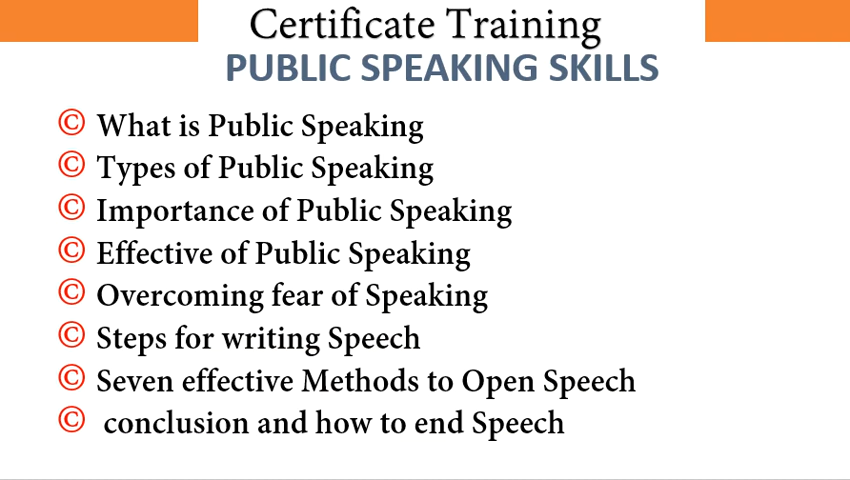 Certificate Training
PUBLIC SPEAKING SKILLS
© What is Public Speaking
© Types of Public Speaking
© Importance of Public Speaking
© Effective of Public Speaking
© Overcoming fear of Speaking
© Steps for writing Speech
© Seven effective Methods to Open Speech
© conclusion and how to end Speech